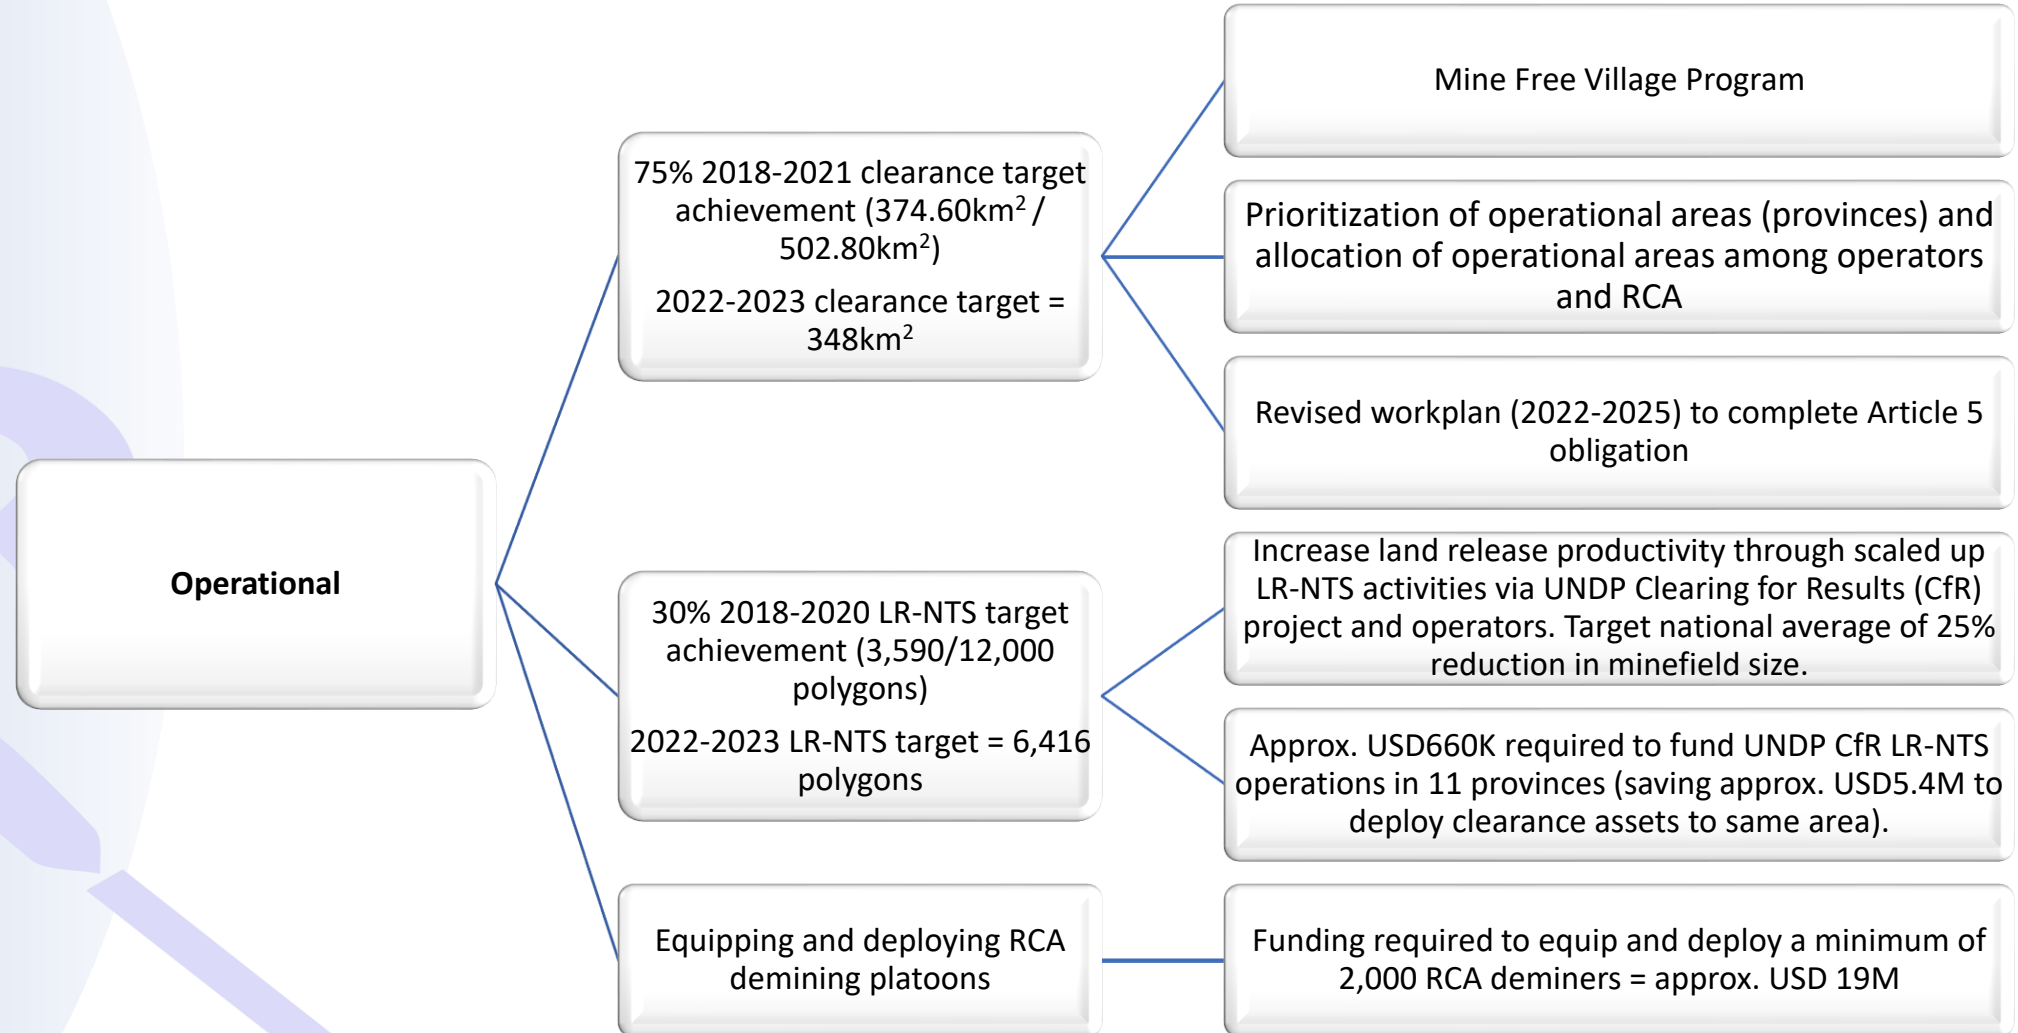 Operational
75% 2018-2021 clearance target
achievement (374.60km² /
502.80km²)
2022-2023 clearance target =
348km²
Mine Free Village Program
Prioritization of operational areas (provinces) and
allocation of operational areas among operators
and RCA
Revised workplan (2022-2025) to complete Article 5
obligation
30% 2018-2020 LR-NTS target
achievement (3,590/12,000
polygons)
2022-2023 LR-NTS target = 6,416
polygons
Increase land release productivity through scaled up
LR-NTS activities via UNDP Clearing for Results (CfR)
project and operators. Target national average of 25%
reduction in minefield size.
Approx. USD660K required to fund UNDP CfR LR-NTS
operations in 11 provinces (saving approx. USD5.4M to
deploy clearance assets to same area).
Equipping and deploying RCA
demining platoons
Funding required to equip and deploy a minimum of
2,000 RCA deminers = approx. USD 19M